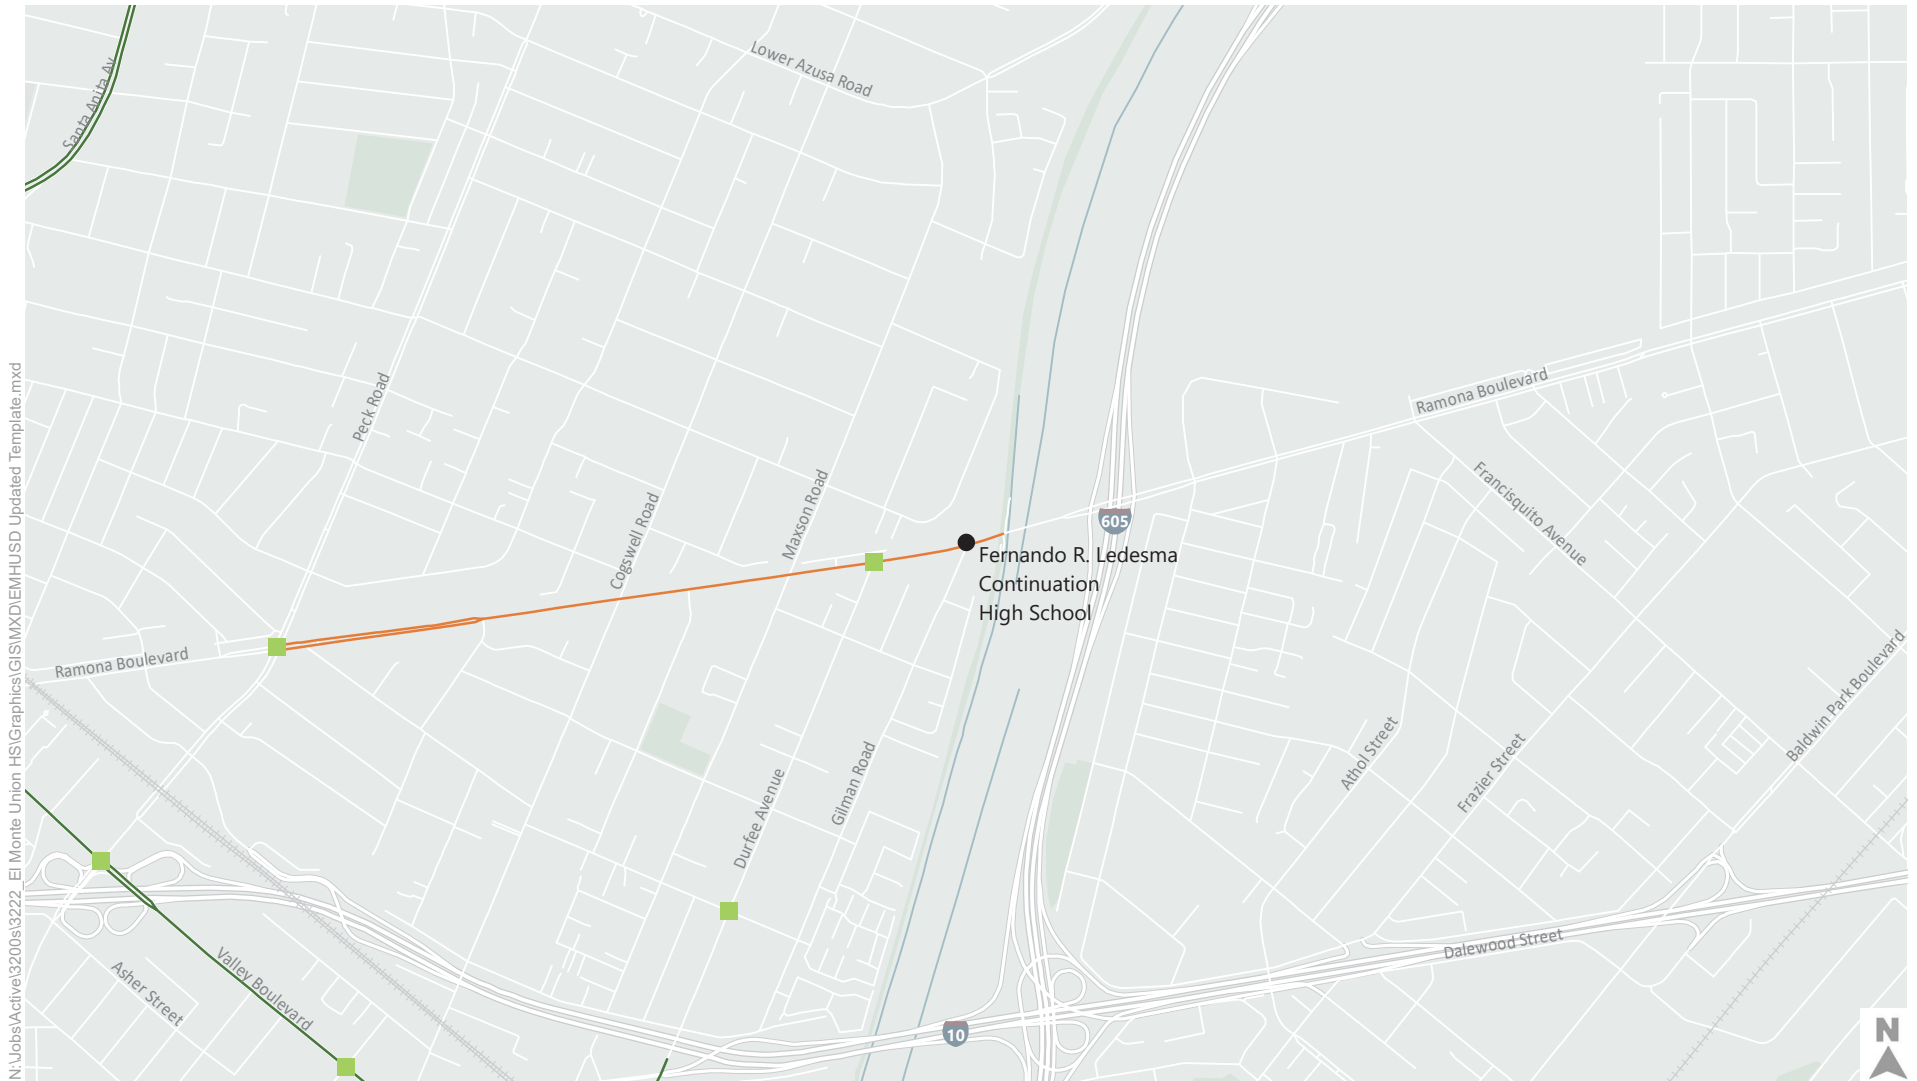 Lower Azusa Road
Santa Anita Av
Ramona Boulevard
Peck Road
Francisquito Avenue
Maxson Road
Cogswell Road
605
Fernando R. Ledesma
Continuation
High School
Ramona Boulevard
Baldwin Park Boulevard
Athol Street
Frazier Street
Gilman Road
Durfee Avenue
Dalewood Street
Valley Boulevard
Asher Street
10
N
N:\Jobs\Active\3200s\3222_El Monte Union HS\Graphics\GIS\MXD\EMHUSD Updated Template.mxd